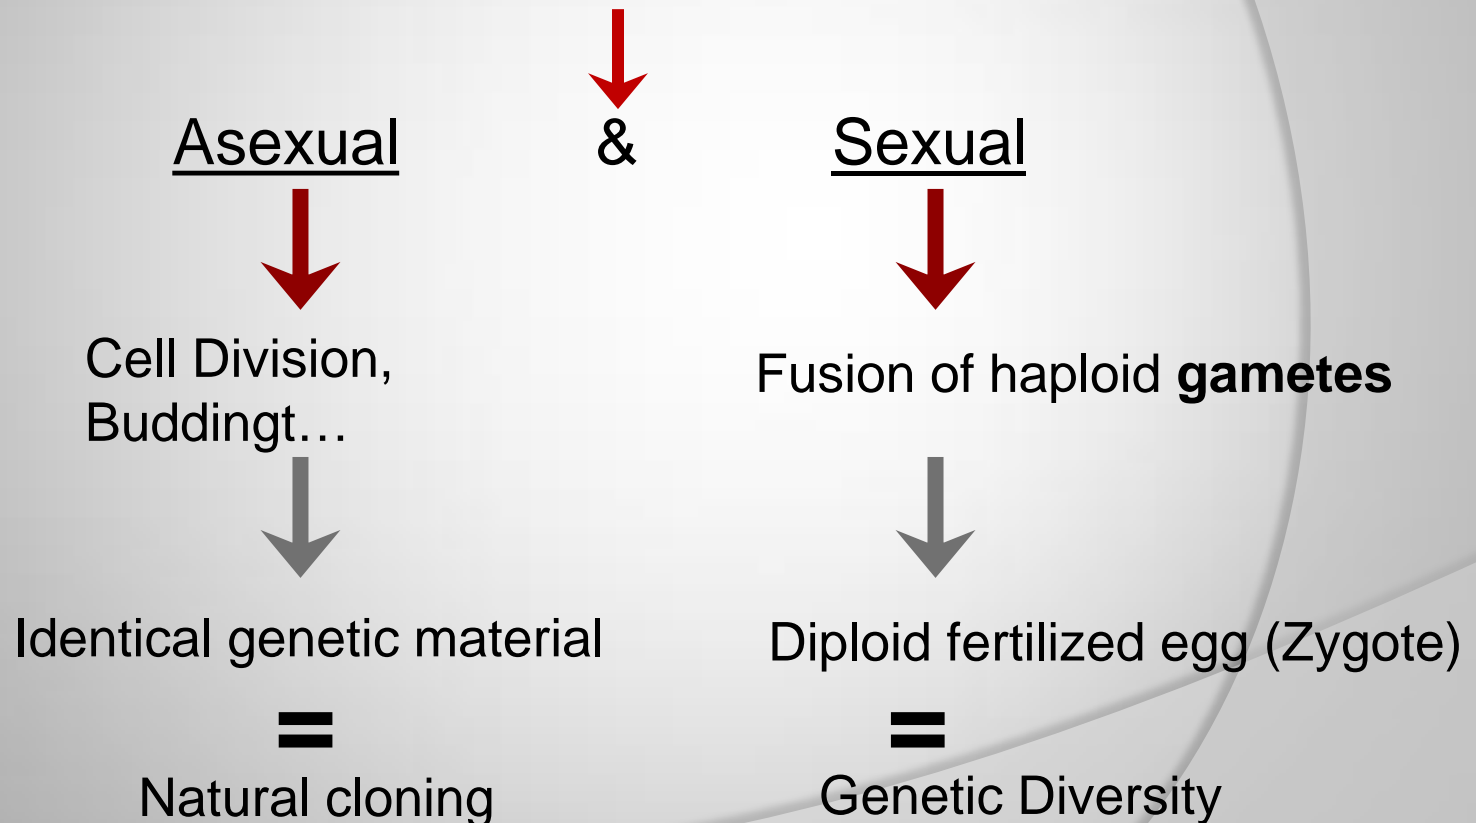 Asexual & Sexual
Cell Division,
Buddingt…
Fusion of haploid gametes
Identical genetic material
Diploid fertilized egg (Zygote)
= =
Natural cloning
Genetic Diversity